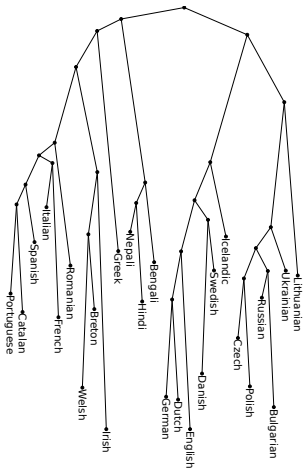 Portuguese
Catalan
Spanish
Italian
French
Romanian
Welsh
Breton
Irish
Greek
Nepali
Hindi
Bengali
German
Dutch
English
Danish
Swedish
Icelandic
Czech
Polish
Russian
Bulgarian
Ukrainian
Lithuanian